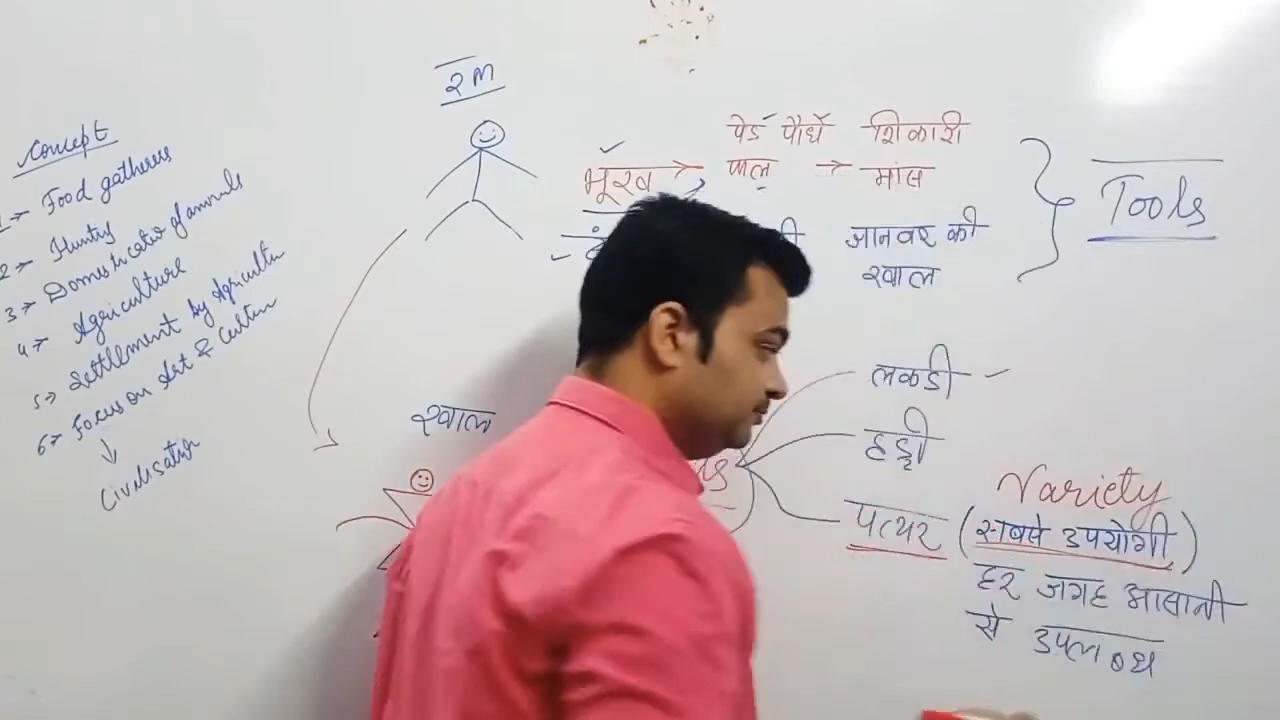 Concept
1→ Food gatherers
2→ Hunting
3→ Domestication of animals
4→ Agriculture
5→ Settlement by Agriculture
6→ Focus on Art & Culture
↓
Civilisation
2M
भूख → पेड पौधें शिकारी
फल → मांस
जानवर की
खाल
Tools
खाल
लकडी
हड्डी
Variety
पत्थर (सबसे उपयोगी)
हर जगह आसानी
से उपलब्ध